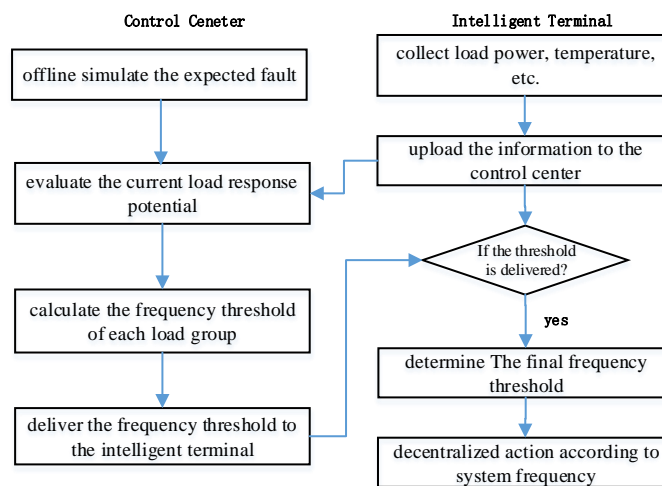 Control Ceneter
offline simulate the expected fault
evaluate the current load response
potential
calculate the frequency threshold
of each load group
deliver the frequency threshold to
the intelligent terminal
Intelligent Terminal
collect load power, temperature,
etc.
upload the information to the
control center
If the threshold
is delivered?
yes
determine The final frequency
threshold
decentralized action according to
system frequency